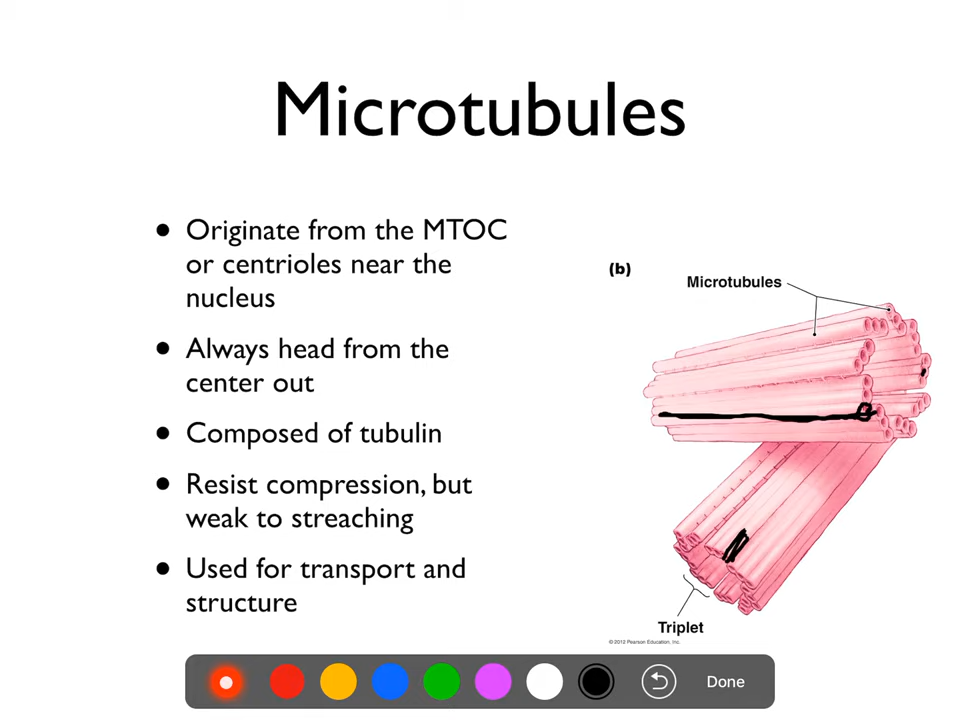 Microtubules
• Originate from the MTOC
or centrioles near the
nucleus
• Always head from the
center out
• Composed of tubulin
• Resist compression, but
weak to streaching
• Used for transport and
structure
(b)
Microtubules
Triplet
© 2012 Pearson Education, Inc.
Done